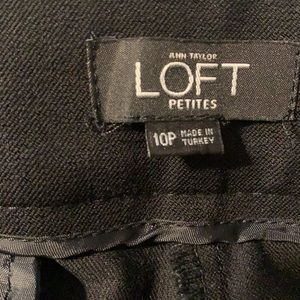 ANN TAYLOR
LOFT
PETITES
10P MADE IN
TURKEY